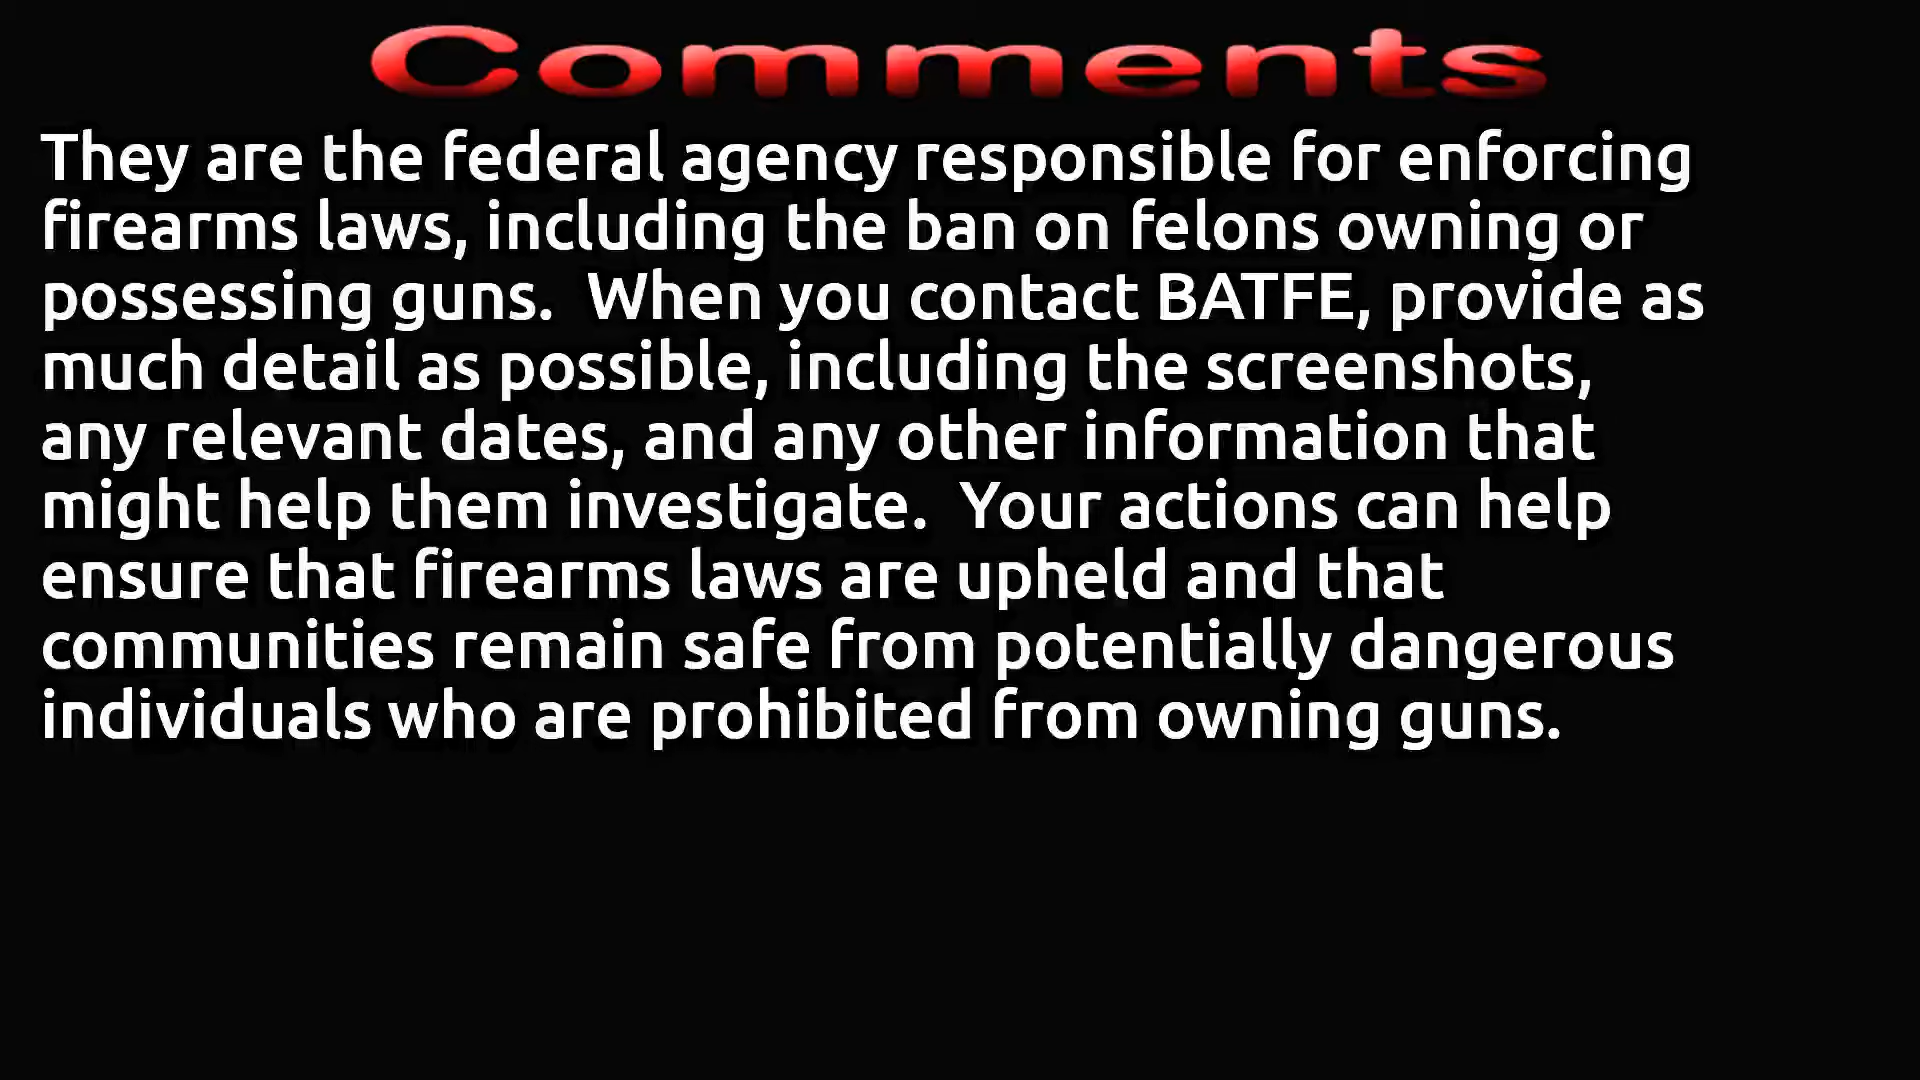 Comments
They are the federal agency responsible for enforcing
firearms laws, including the ban on felons owning or
possessing guns.  When you contact BATFE, provide as
much detail as possible, including the screenshots,
any relevant dates, and any other information that
might help them investigate.  Your actions can help
ensure that firearms laws are upheld and that
communities remain safe from potentially dangerous
individuals who are prohibited from owning guns.